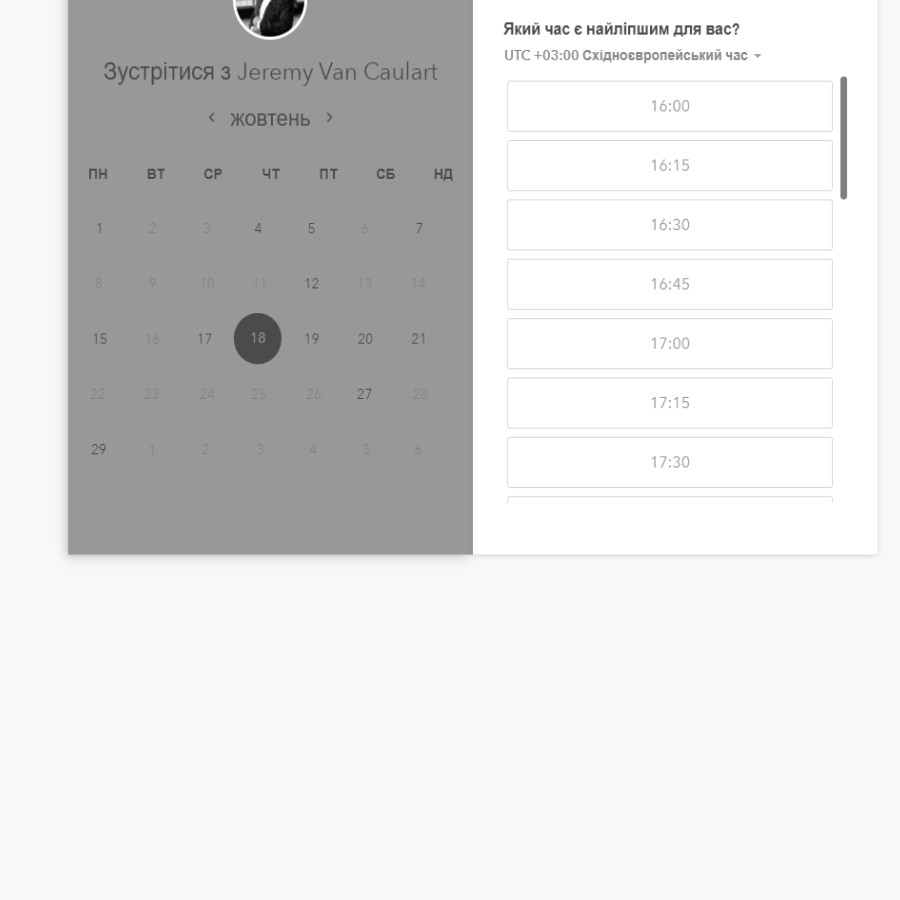 Зустрітися з Jeremy Van Caulart
жовтень
ПН ВТ СР ЧТ ПТ СБ НД
1 2 3 4 5 6 7
8 9 10 11 12 13 14
15 16 17 18 19 20 21
22 23 24 25 26 27 28
29 1 2 3 4 5 6
Який час є найліпшим для вас?
UTC +03:00 Східноєвропейський час
16:00
16:15
16:30
16:45
17:00
17:15
17:30